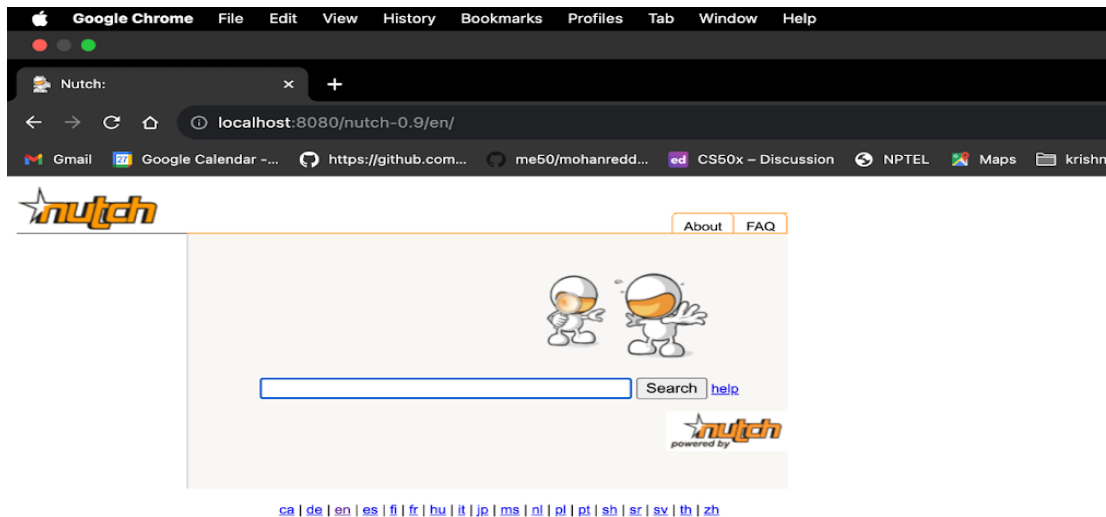 Google Chrome File Edit View History Bookmarks Profiles Tab Window Help
Nutch:
localhost:8080/nutch-0.9/en/
Gmail 27 Google Calendar -... https://github.com... me50/mohanredd... ed CS50x – Discussion NPTEL Maps krishn
nutch
About FAQ
Search help
nutch
powered by
ca | de | en | es | fi | fr | hu | it | jp | ms | nl | pl | pt | sh | sr | sv | th | zh